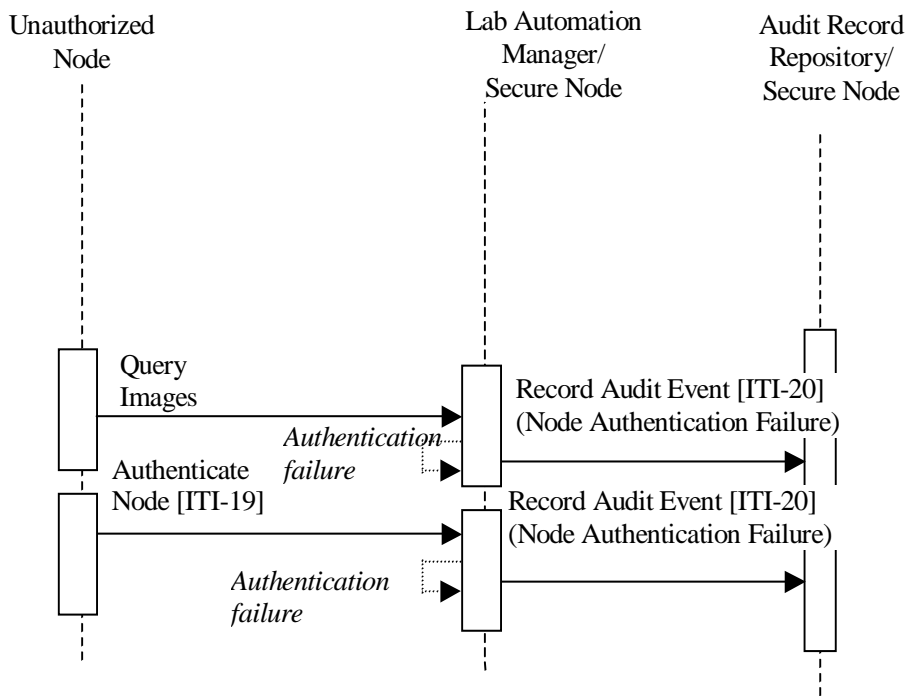 Unauthorized
Node
Lab Automation
Manager/
Secure Node
Audit Record
Repository/
Secure Node
Query
Images
Record Audit Event [ITI-20]
(Node Authentication Failure)
Authentication
failure
Authenticate
Node [ITI-19]
Record Audit Event [ITI-20]
(Node Authentication Failure)
Authentication
failure